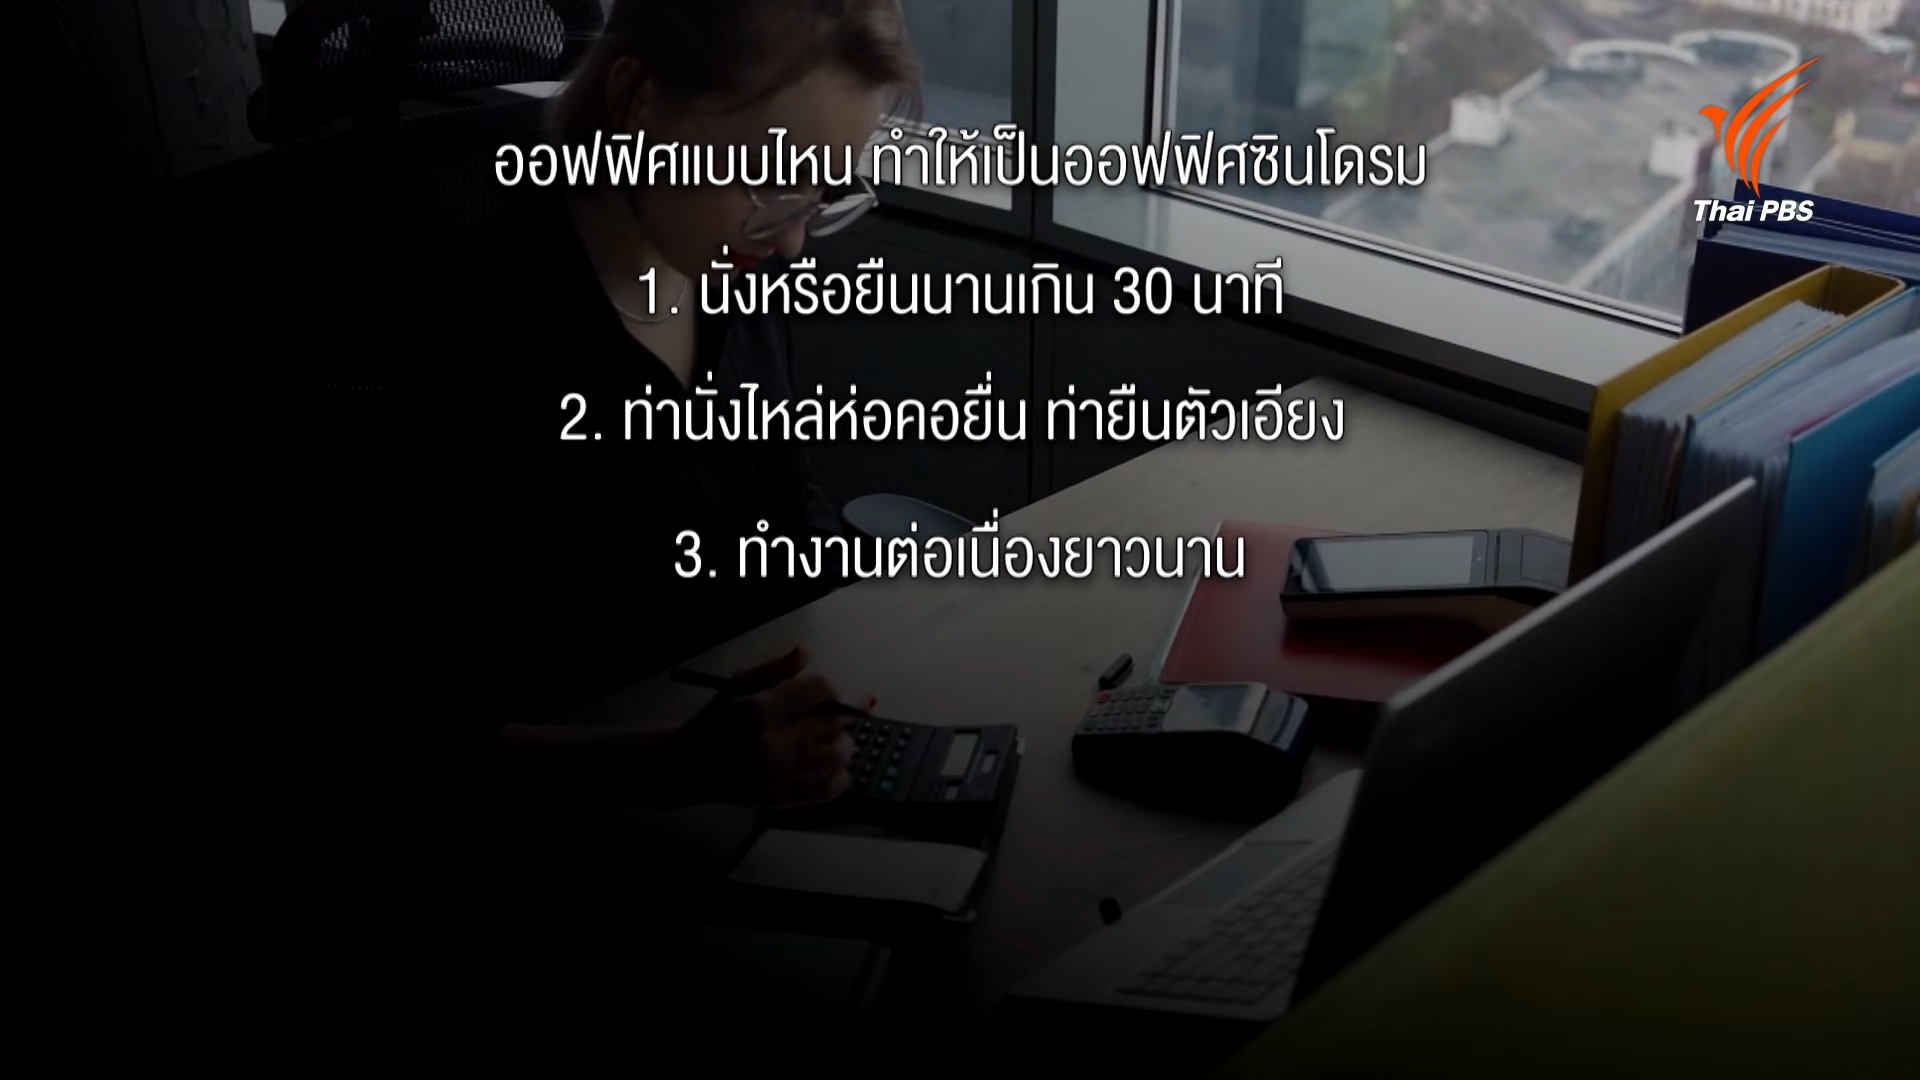 ออฟฟิศแบบไหน ทำให้เป็นออฟฟิศซินโดรม
Thai PBS
1. นั่งหรือยืนนานเกิน 30 นาที
2. ท่านั่งไหล่ห่อคอยื่น ท่ายืนตัวเอียง
3. ทำงานต่อเนื่องยาวนาน